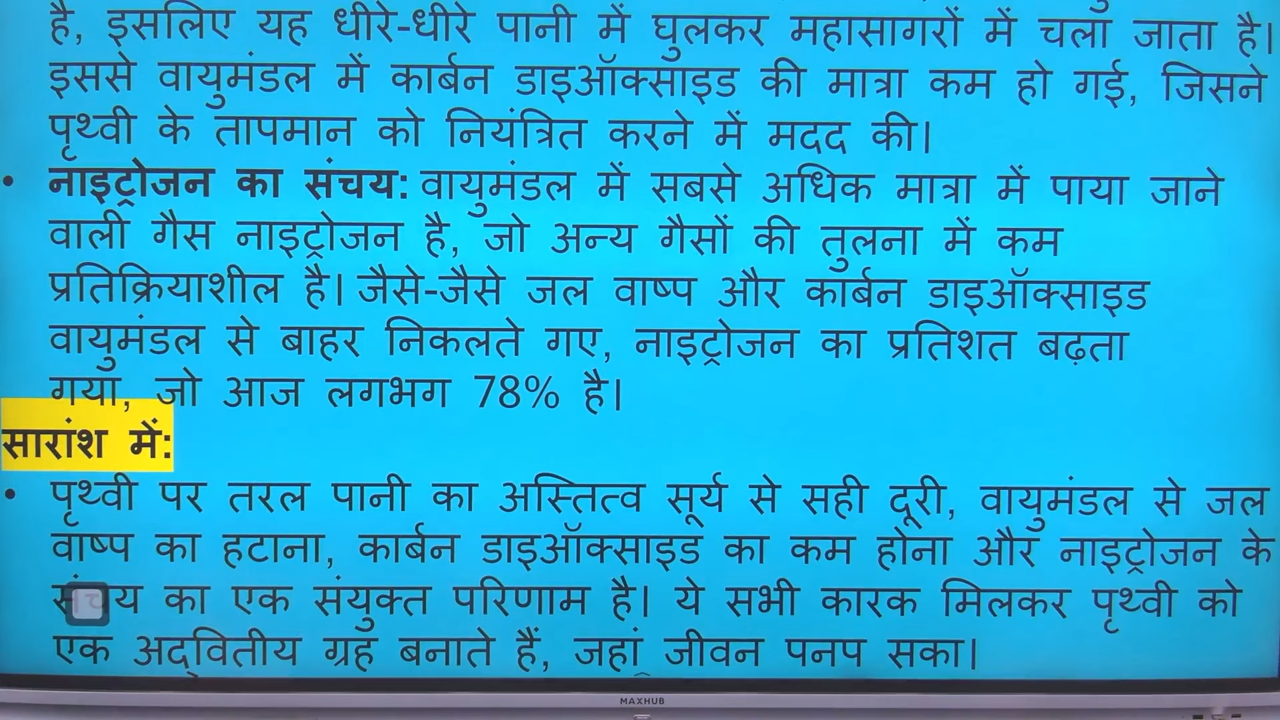 है, इसलिए यह धीरे-धीरे पानी में घुलकर महासागरों में चला जाता है।
इससे वायुमंडल में कार्बन डाइऑक्साइड की मात्रा कम हो गई, जिसने
पृथ्वी के तापमान को नियंत्रित करने में मदद की।
• नाइट्रोजन का संचय: वायुमंडल में सबसे अधिक मात्रा में पाया जाने
वाली गैस नाइट्रोजन है, जो अन्य गैसों की तुलना में कम
प्रतिक्रियाशील है। जैसे-जैसे जल वाष्प और कार्बन डाइऑक्साइड
वायुमंडल से बाहर निकलते गए, नाइट्रोजन का प्रतिशत बढ़ता
गया, जो आज लगभग 78% है।
सारांश में:
• पृथ्वी पर तरल पानी का अस्तित्व सूर्य से सही दूरी, वायुमंडल से जल
वाष्प का हटाना, कार्बन डाइऑक्साइड का कम होना और नाइट्रोजन के
संचय का एक संयुक्त परिणाम है। ये सभी कारक मिलकर पृथ्वी को
एक अद्वितीय ग्रह बनाते हैं, जहां जीवन पनप सका।
MAXHUB